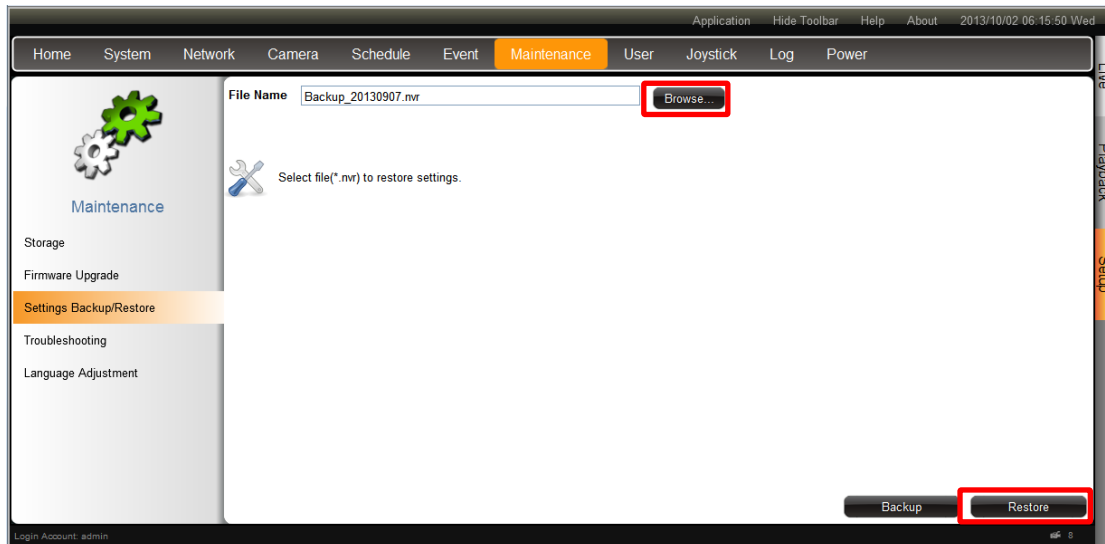 Application Hide Toolbar Help About 2013/10/02 06:15:50 Wed
Home System Network Camera Schedule Event Maintenance User Joystick Log Power
Live
Playback
Setup
File Name Backup_20130907.nvr Browse...
Select file(*.nvr) to restore settings.
Maintenance
Storage
Firmware Upgrade
Settings Backup/Restore
Troubleshooting
Language Adjustment
Backup Restore
Login Account: admin 8